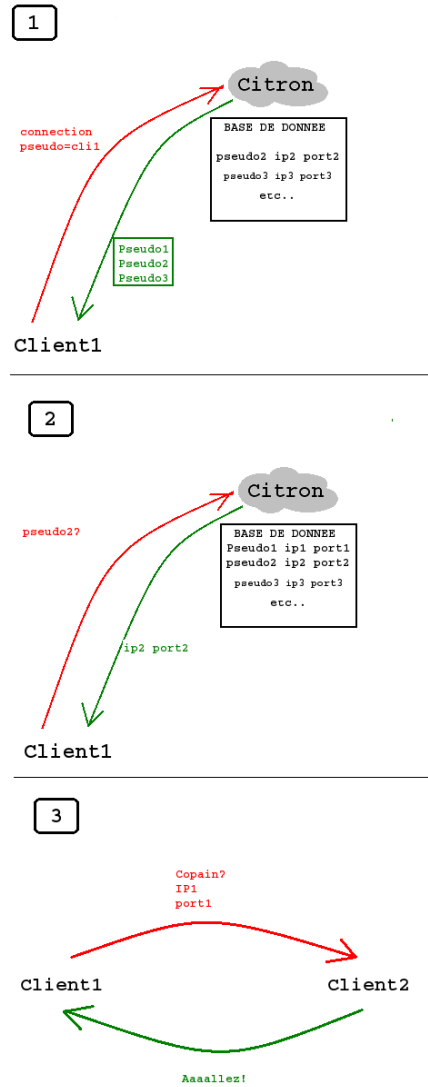 1
Citron
connection
pseudo=cli1
BASE DE DONNEE
pseudo2 ip2 port2
pseudo3 ip3 port3
etc..
Pseudo1
Pseudo2
Pseudo3
Client1
2
Citron
pseudo2?
BASE DE DONNEE
Pseudo1 ip1 port1
pseudo2 ip2 port2
pseudo3 ip3 port3
etc..
ip2 port2
Client1
3
Copain?
IP1
port1
Client1
Client2
Aaaallez!